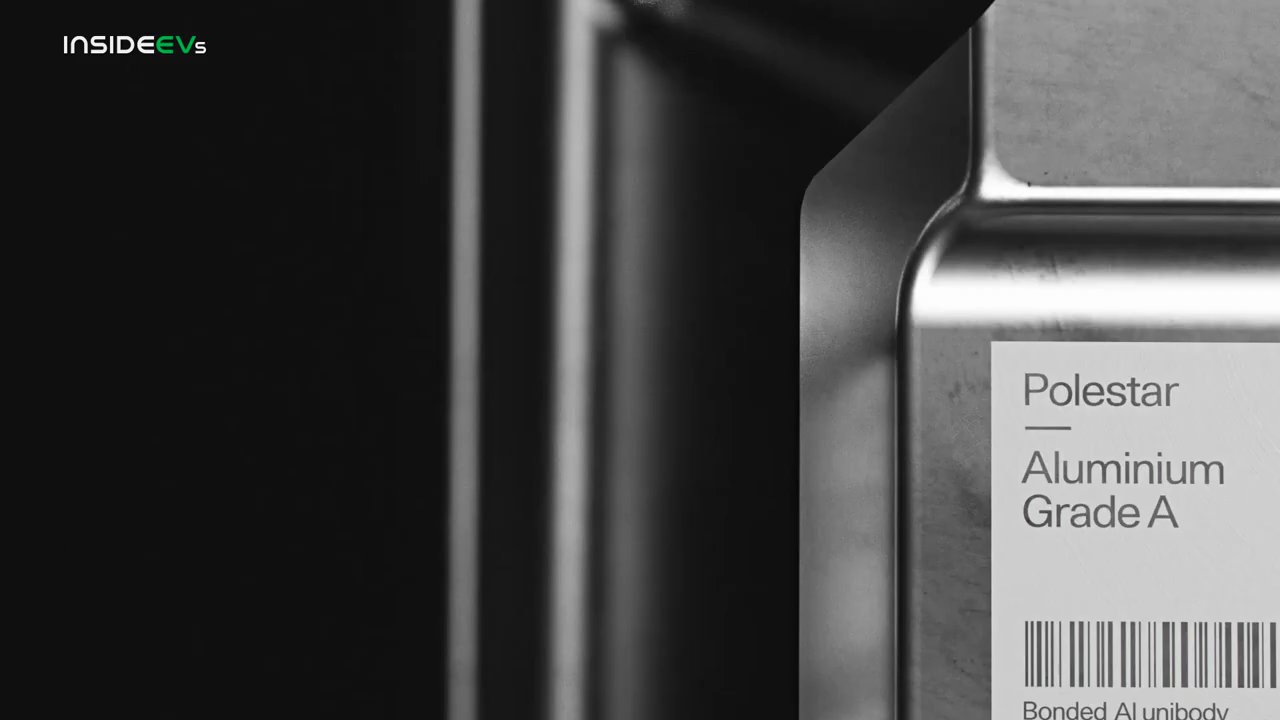 INSIDEEVs
Polestar
Aluminium
Grade A
Bonded Al unibody